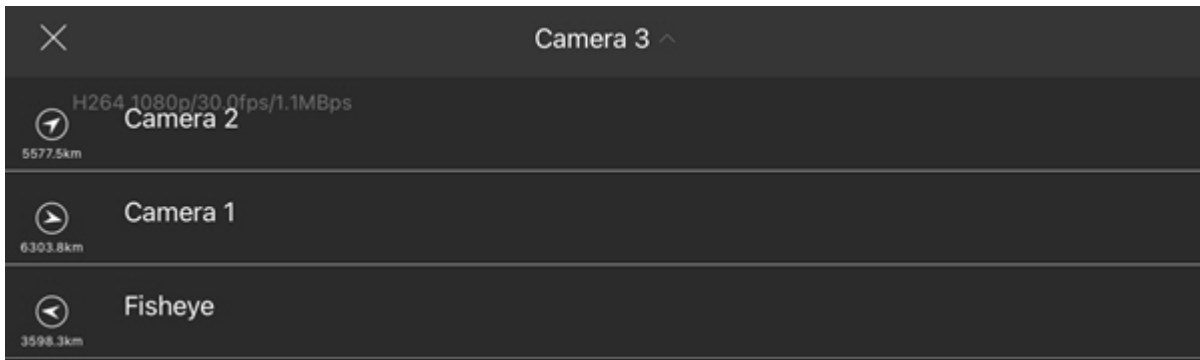 Camera 3
H264 1080p/30.0fps/1.1MBps
Camera 2
5577.5km
Camera 1
6303.8km
Fisheye
3598.3km